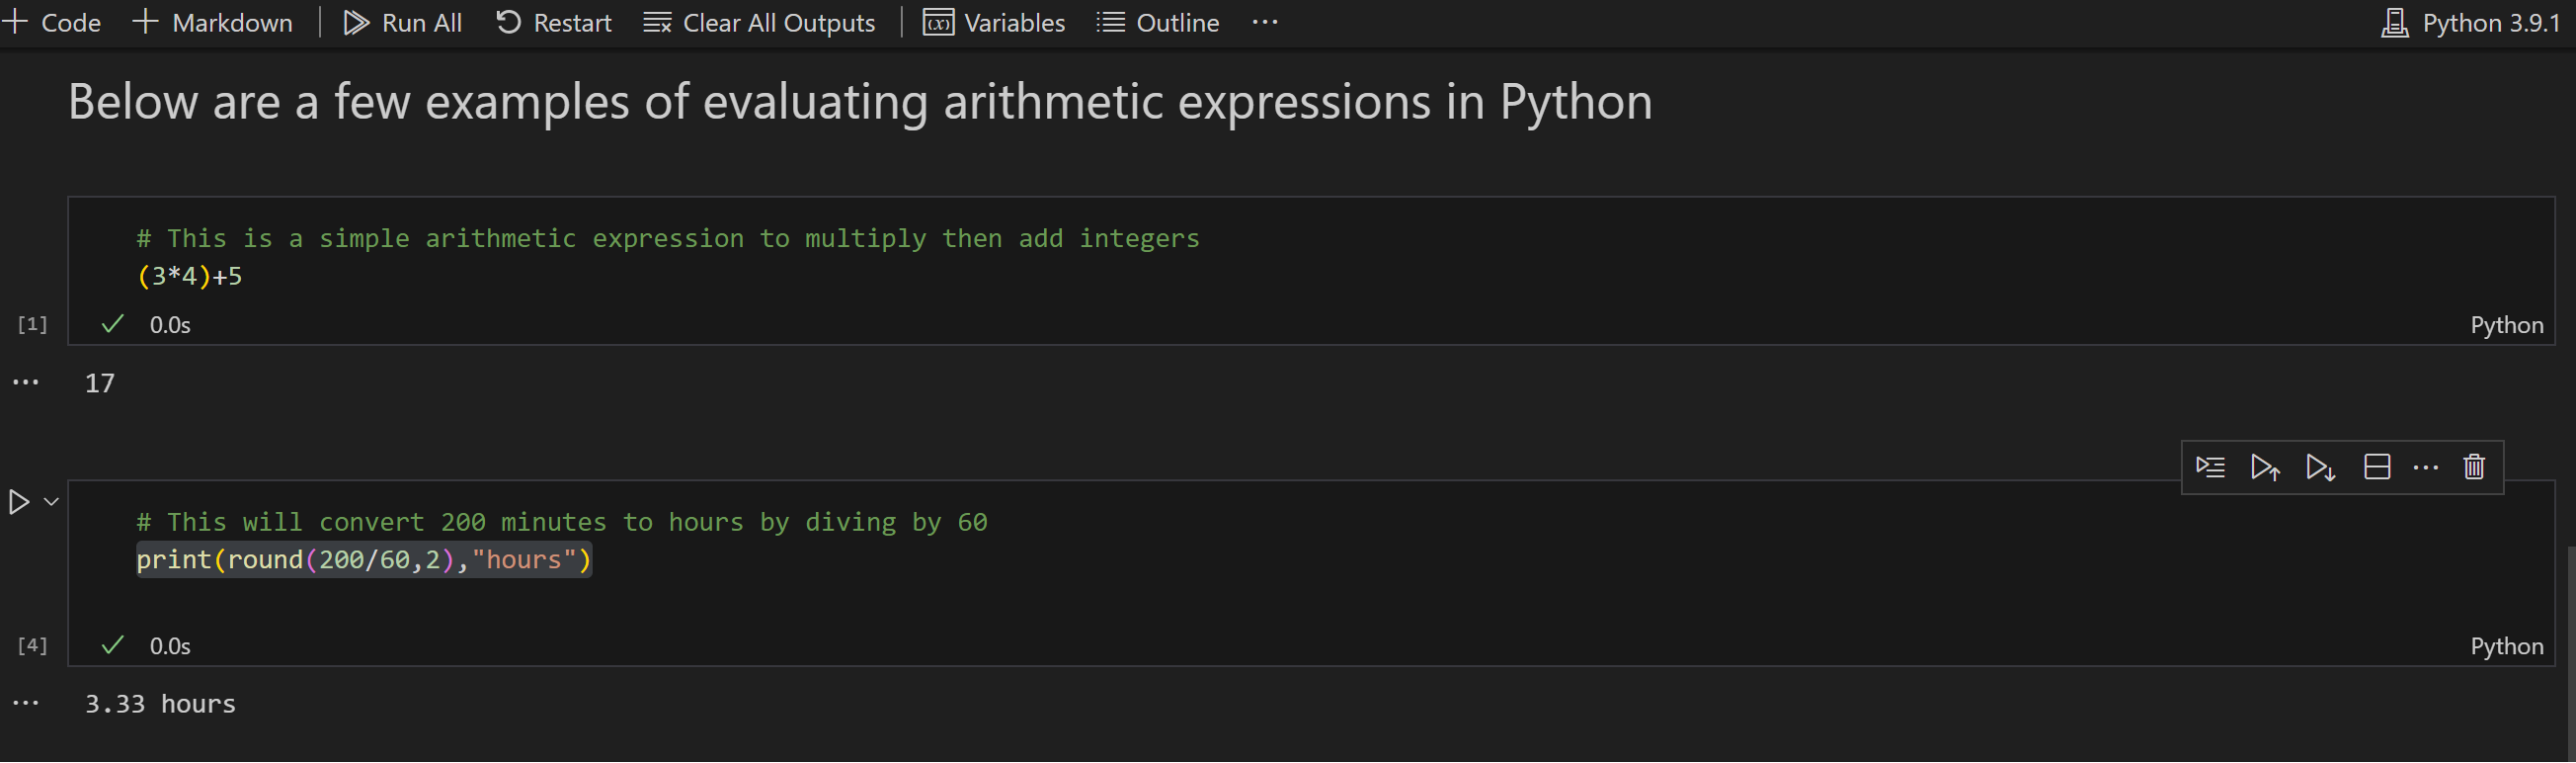 Code Markdown Run All Restart Clear All Outputs (x) Variables Outline ... Python 3.9.1
Below are a few examples of evaluating arithmetic expressions in Python
# This is a simple arithmetic expression to multiply then add integers
(3*4)+5
[1] 0.0s Python
... 17
# This will convert 200 minutes to hours by diving by 60
print(round(200/60,2),"hours")
[4] 0.0s Python
... 3.33 hours